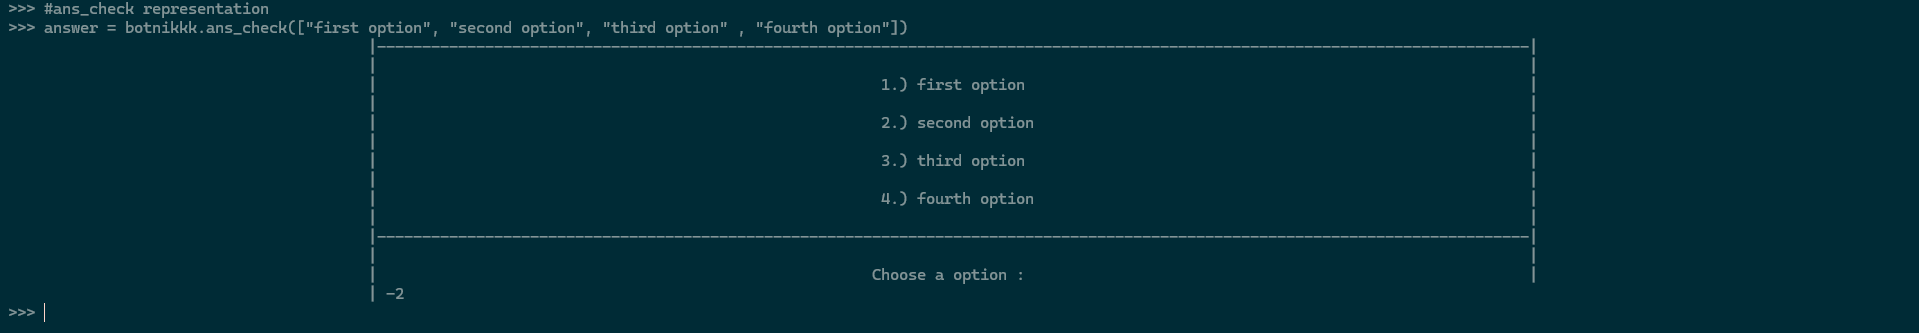 >>> #ans_check representation
>>> answer = botnikkk.ans_check(["first option", "second option", "third option" , "fourth option"])
1.) first option
2.) second option
3.) third option
4.) fourth option
Choose a option :
-2
>>>